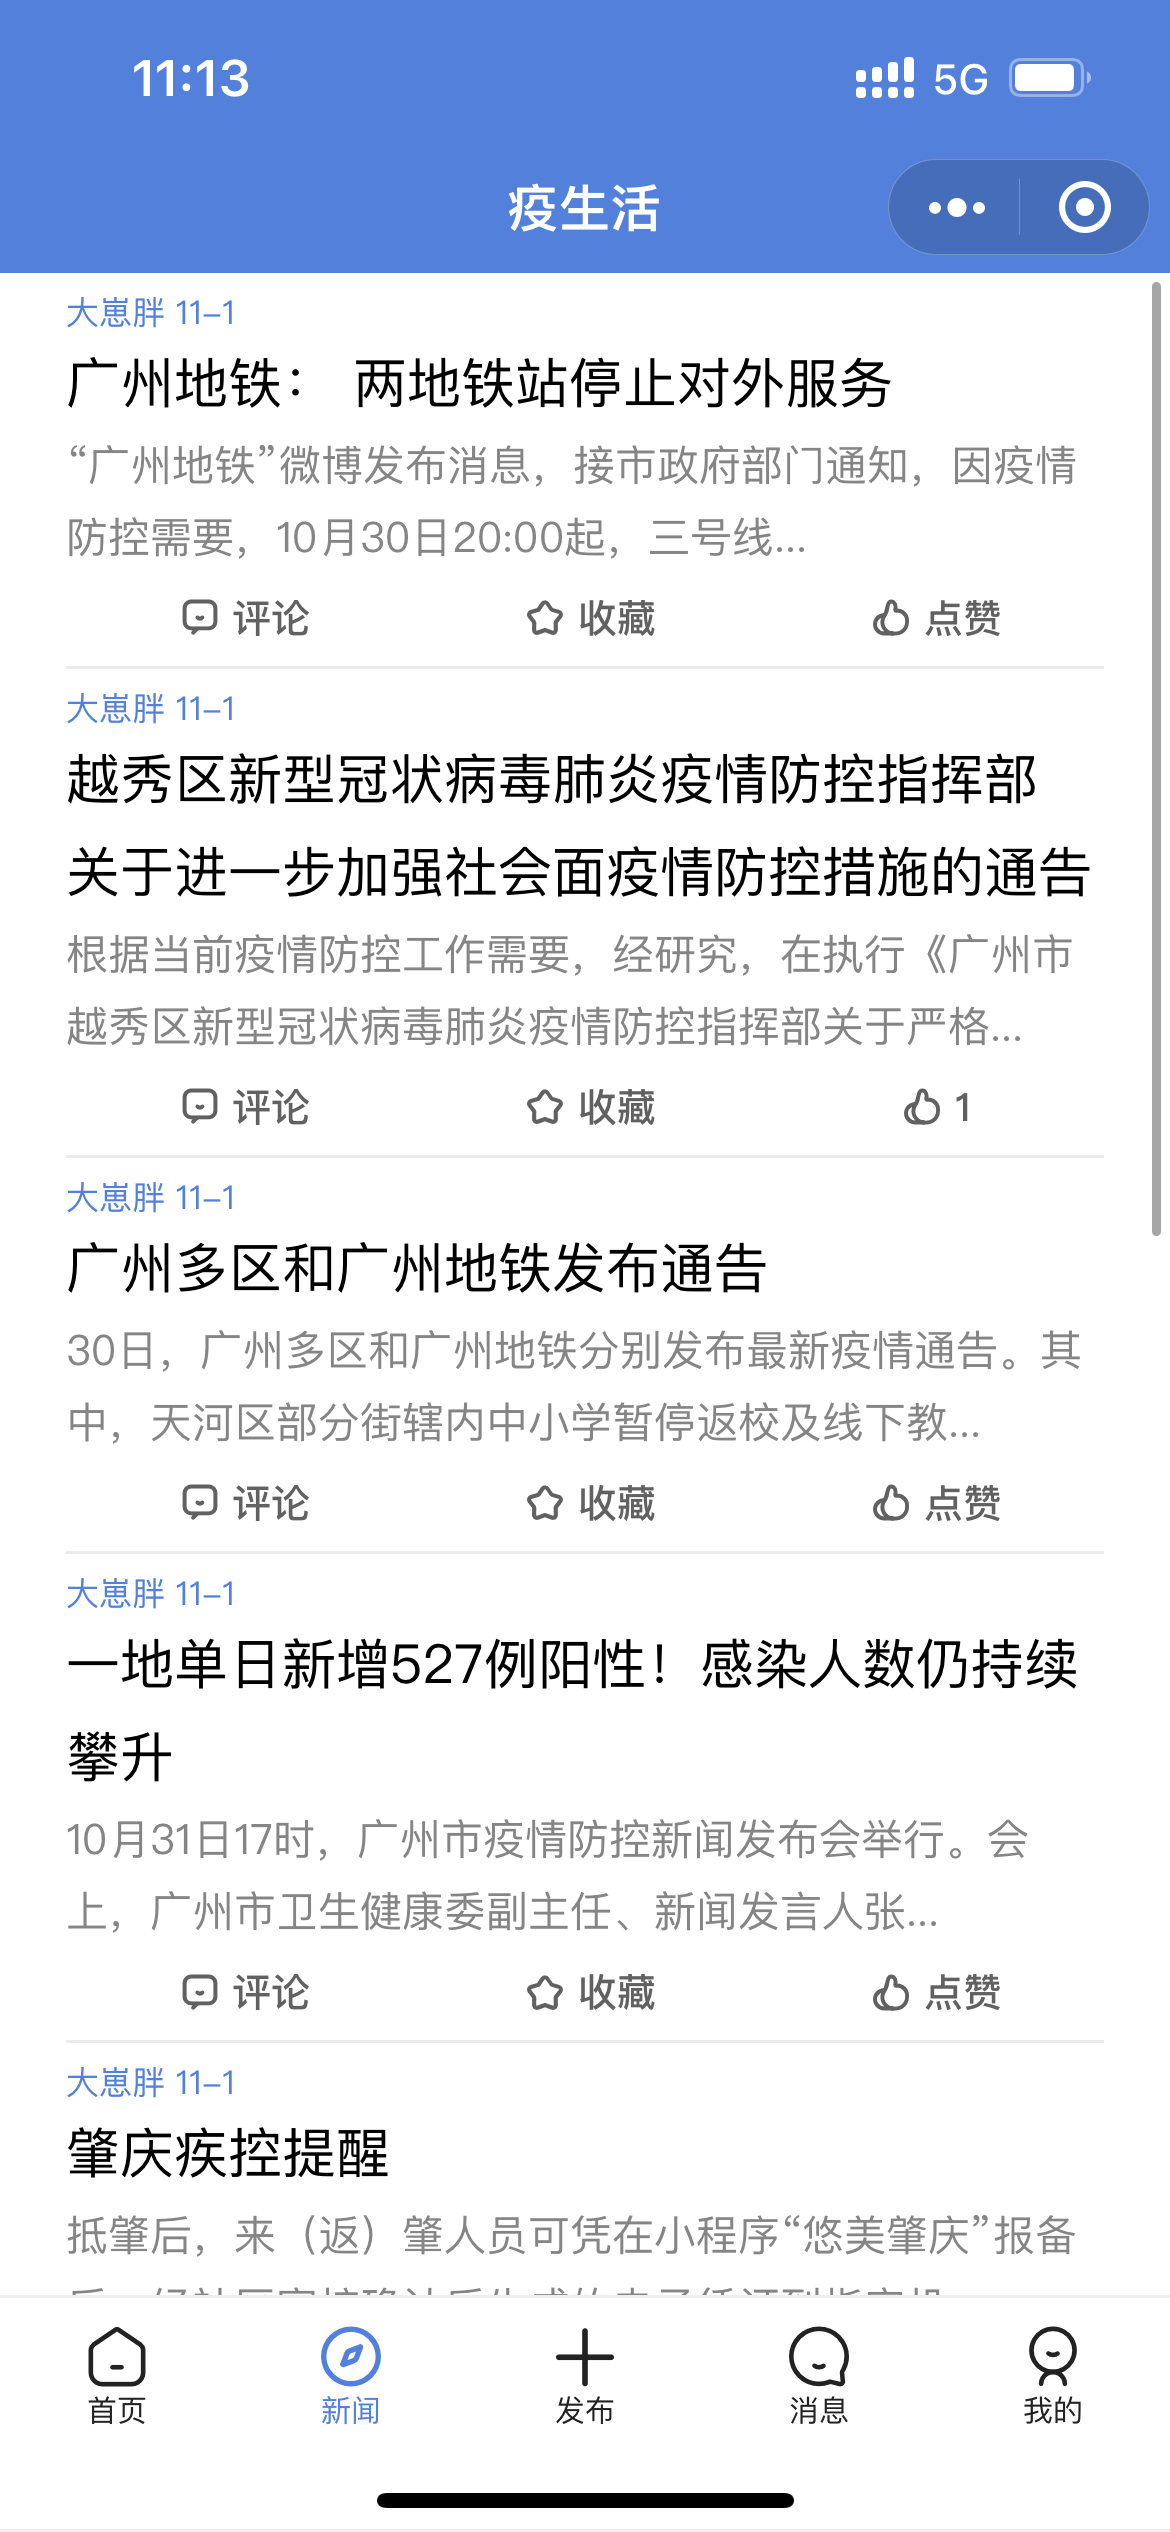 11:13
5G
疫生活
大崽胖 11-1
广州地铁： 两地铁站停止对外服务
“广州地铁”微博发布消息，接市政府部门通知，因疫情
防控需要，10月30日20:00起，三号线...
评论 收藏 点赞
大崽胖 11-1
越秀区新型冠状病毒肺炎疫情防控指挥部
关于进一步加强社会面疫情防控措施的通告
根据当前疫情防控工作需要，经研究，在执行《广州市
越秀区新型冠状病毒肺炎疫情防控指挥部关于严格...
评论 收藏 1
大崽胖 11-1
广州多区和广州地铁发布通告
30日，广州多区和广州地铁分别发布最新疫情通告。其
中，天河区部分街辖内中小学暂停返校及线下教...
评论 收藏 点赞
大崽胖 11-1
一地单日新增527例阳性！感染人数仍持续
攀升
10月31日17时，广州市疫情防控新闻发布会举行。会
上，广州市卫生健康委副主任、新闻发言人张...
评论 收藏 点赞
大崽胖 11-1
肇庆疾控提醒
抵肇后，来（返）肇人员可凭在小程序“悠美肇庆”报备
首页 新闻 发布 消息 我的